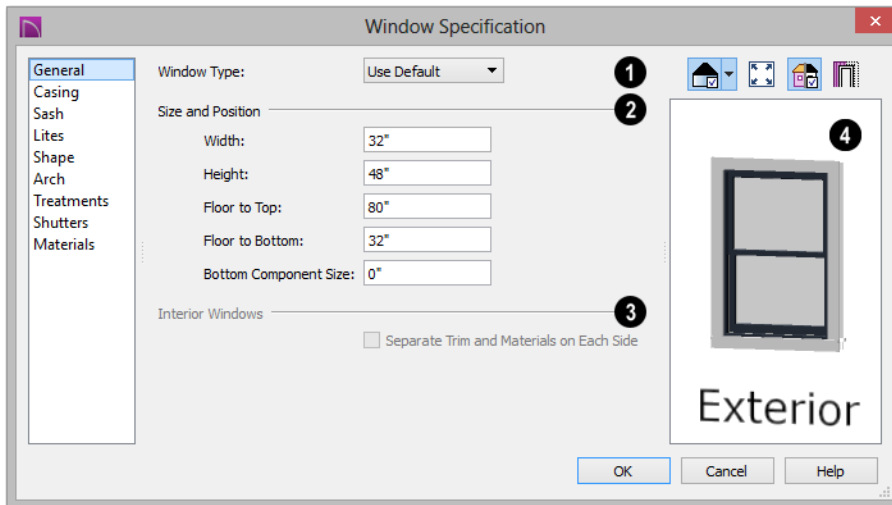 Window Specification
General
Casing
Sash
Lites
Shape
Arch
Treatments
Shutters
Materials
Window Type: Use Default 1
Size and Position 2
Width: 32"
Height: 48"
Floor to Top: 80"
Floor to Bottom: 32"
Bottom Component Size: 0"
Interior Windows 3
Separate Trim and Materials on Each Side
4
Exterior
OK Cancel Help